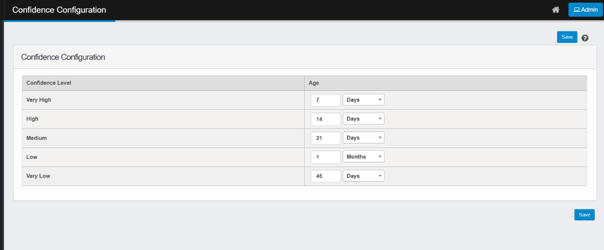 Confidence Configuration
Admin
Save
Confidence Configuration
Confidence Level Age
Very High 7 Days
High 14 Days
Medium 21 Days
Low 1 Months
Very Low 45 Days
Save